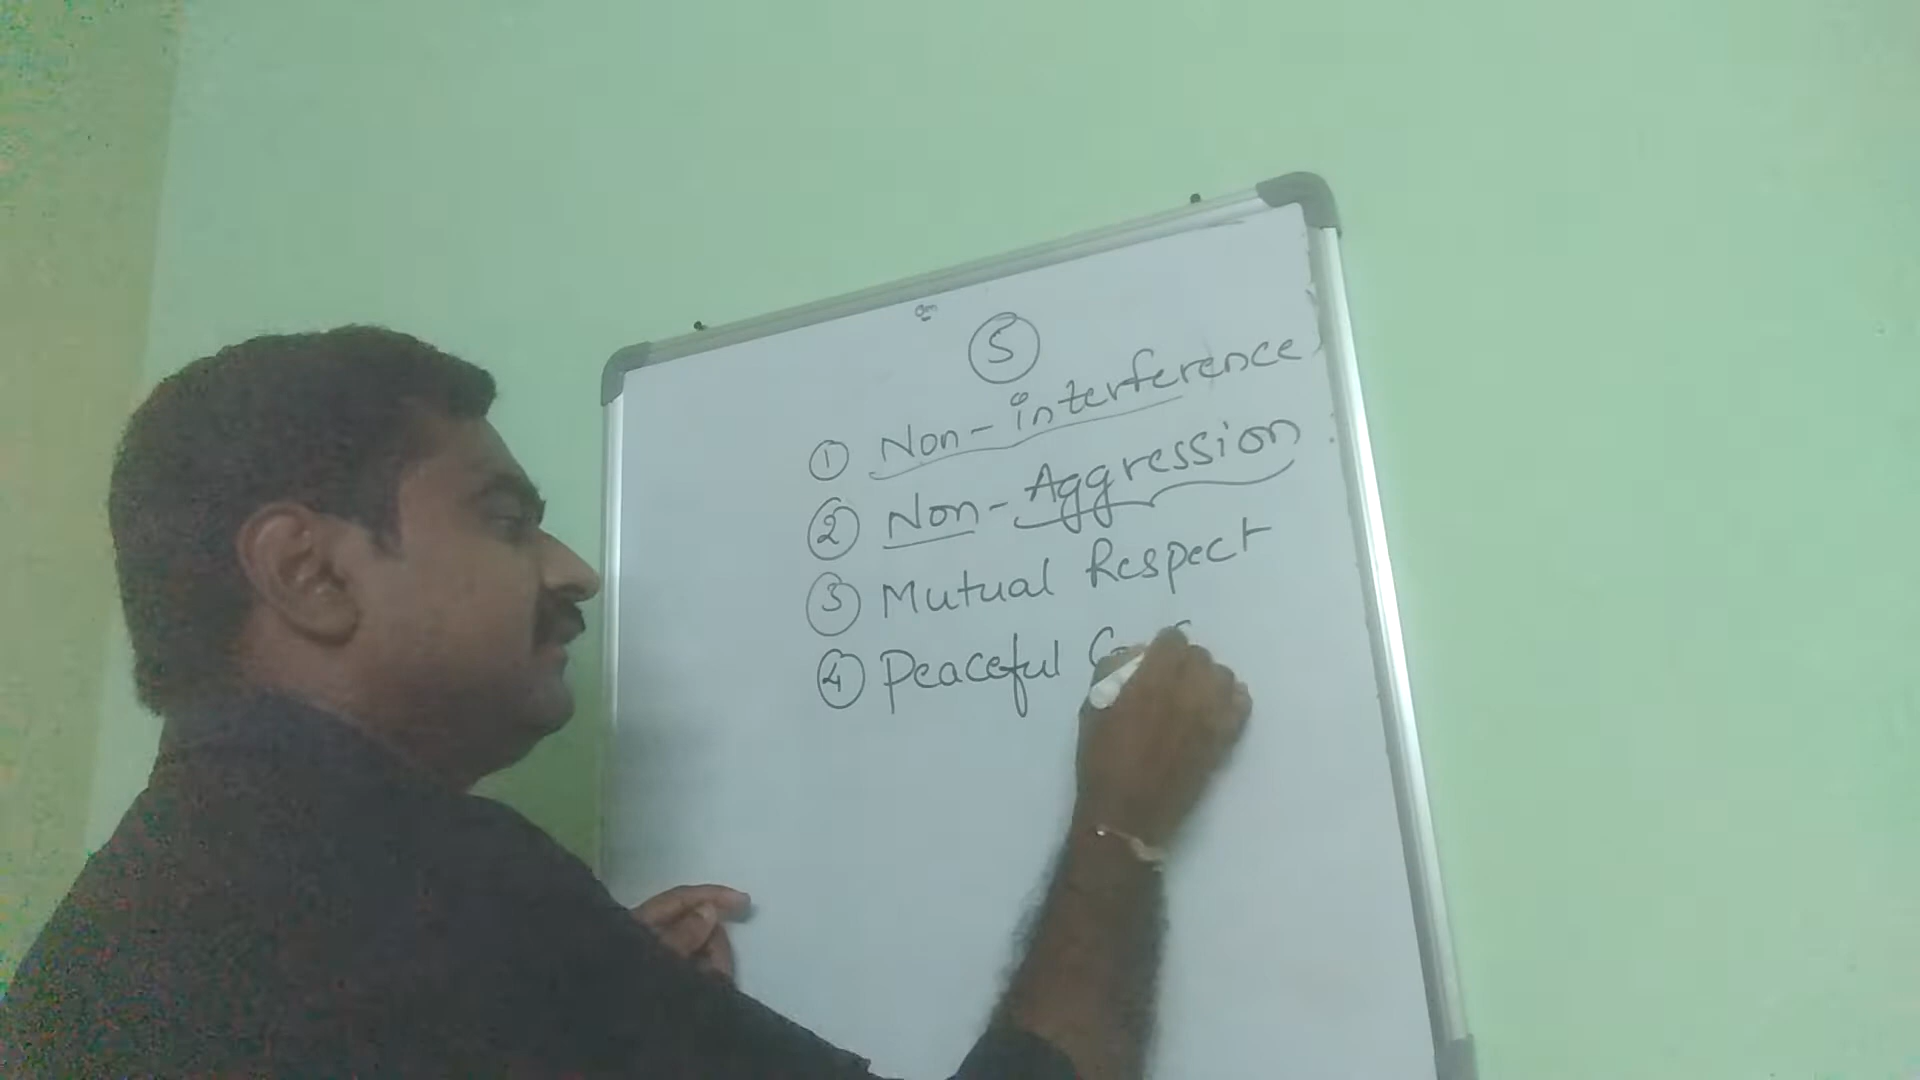 5
1 Non-interference
2 Non-Aggression
3 Mutual Respect
4 Peaceful